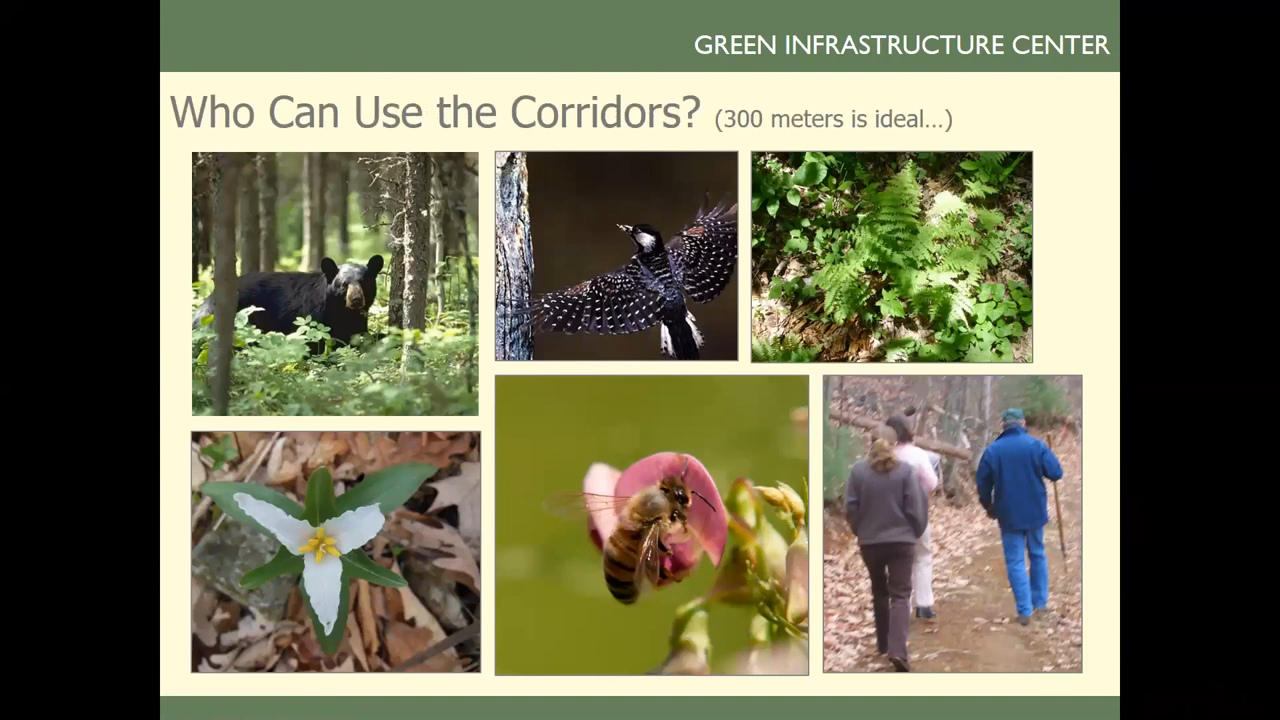 GREEN INFRASTRUCTURE CENTER
Who Can Use the Corridors? (300 meters is ideal...)